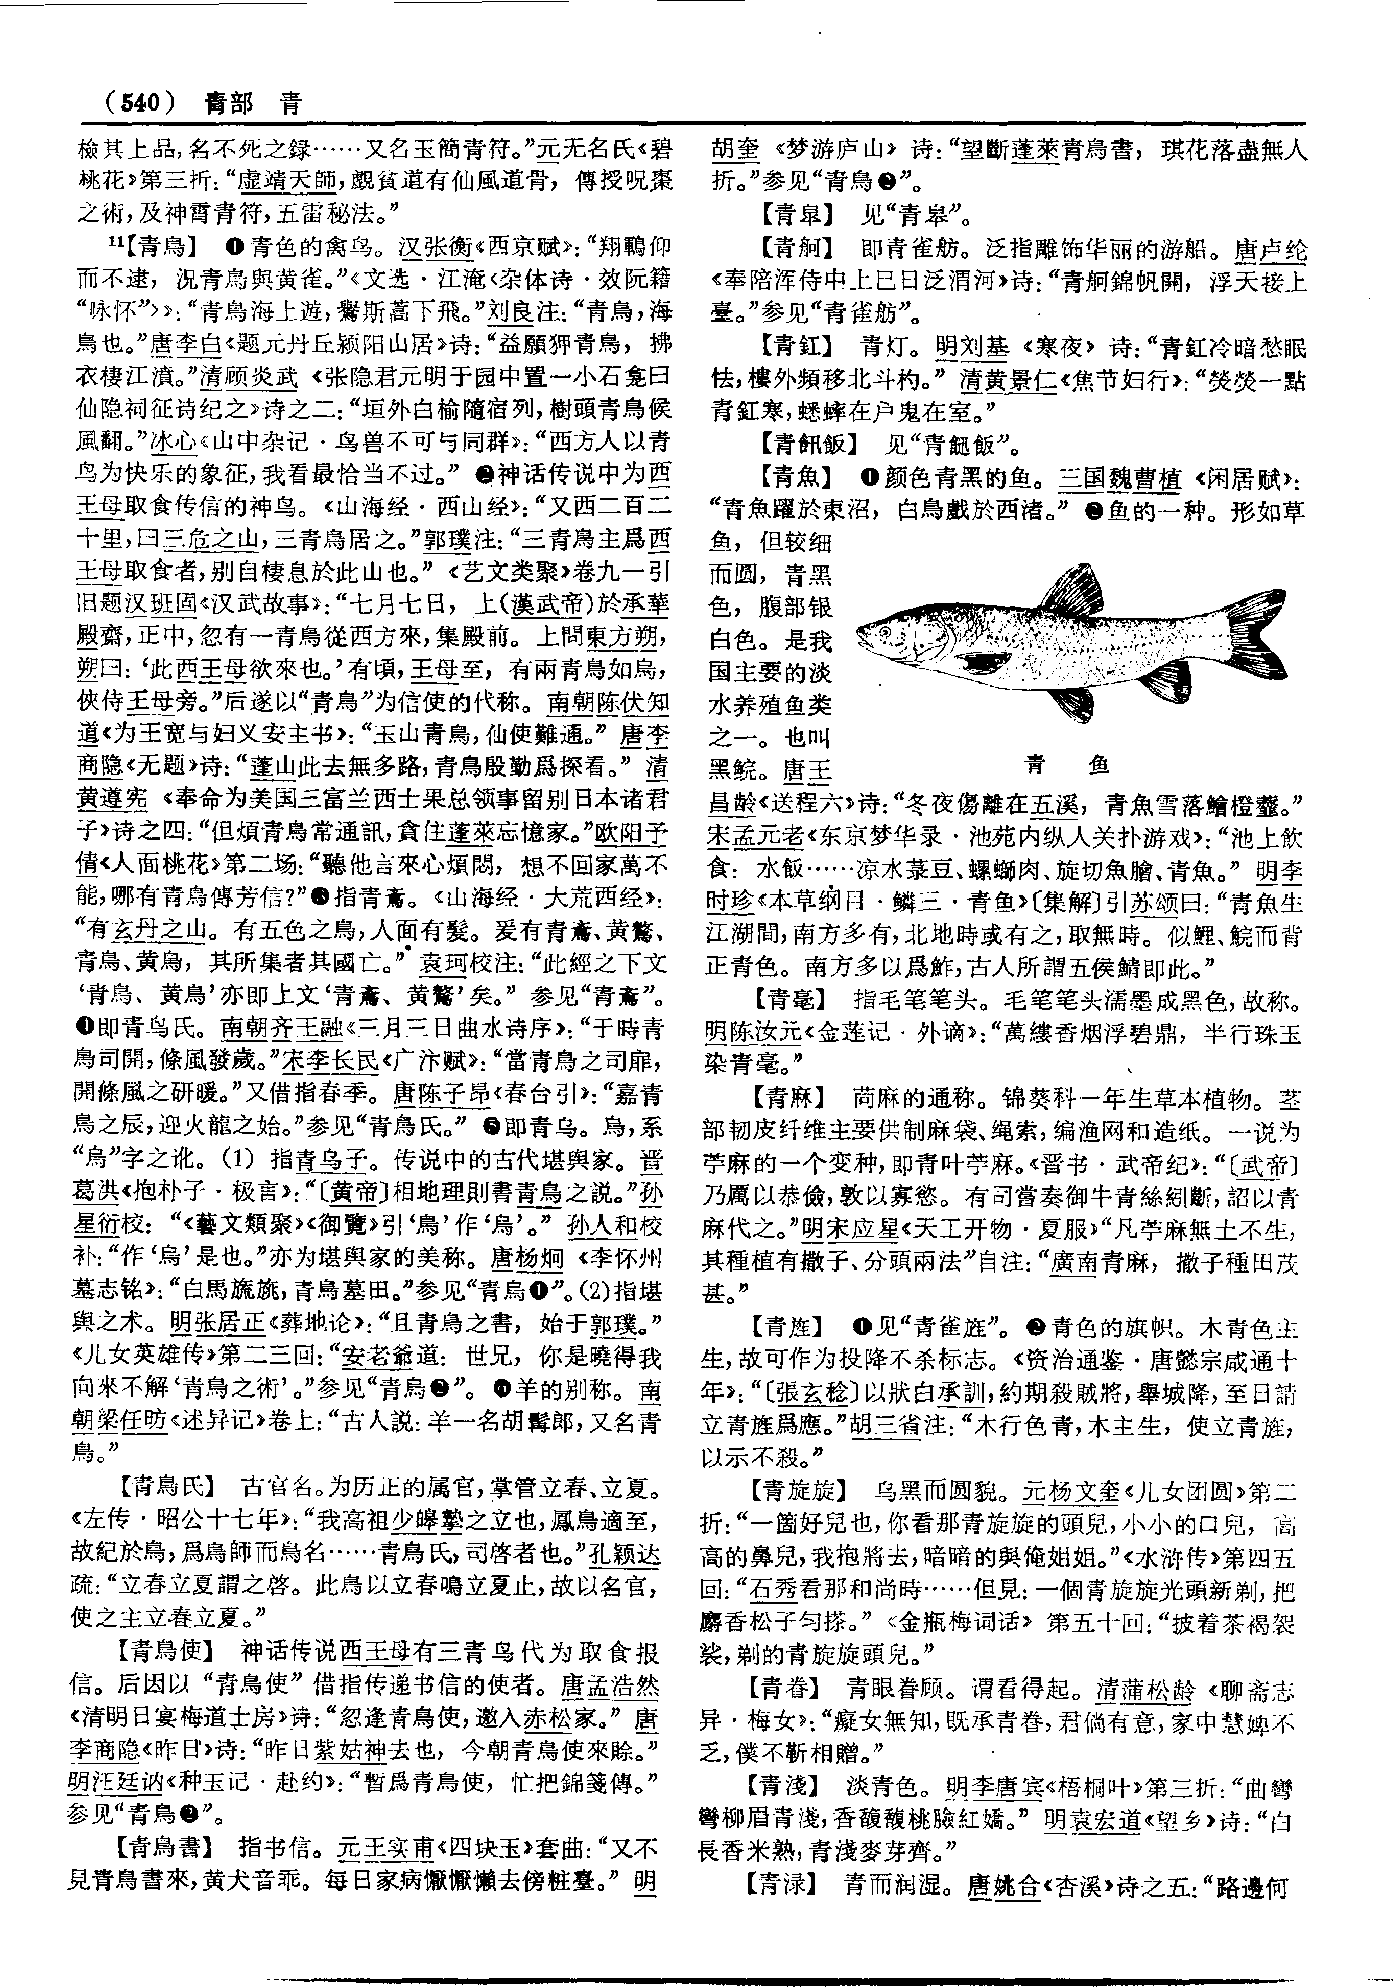 （540） 青部 青
檢其上品，名不死之錄……又名玉簡青符。”元无名氏《碧
桃花》第三折：“虚靖天師，覷貧道有仙風道骨，傳授呪棗
之術，及神霄青符，五雷秘法。”
11【青鳥】 ❶青色的禽鸟。汉张衡《西京赋》：“翔鶤仰
而不逮，況青鳥與黄雀。”《文选·江淹〈杂体诗·效阮籍
“咏怀”〉》：“青鳥海上遊，鷽斯蒿下飛。”刘良注：“青鳥，海
鳥也。”唐李白《题元丹丘颍阳山居》诗：“益願狎青鳥，拂
衣棲江濆。”清顾炎武《张隐君元明于园中置一小石龛曰
仙隐祠征诗纪之》诗之二：“垣外白榆隨宿列，樹頭青鳥候
風翻。”冰心《山中杂记·鸟兽不可与同群》：“西方人以青
鸟为快乐的象征，我看最恰当不过。” ❷神话传说中为西
王母取食传信的神鸟。《山海经·西山经》：“又西二百二
十里，曰三危之山，三青鳥居之。”郭璞注：“三青鳥主爲西
王母取食者，别自棲息於此山也。”《艺文类聚》卷九一引
旧题汉班固《汉武故事》：“七月七日，上（漢武帝）於承華
殿齋，正中，忽有一青鳥從西方來，集殿前。上問東方朔，
朔曰：‘此西王母欲來也。’有頃，王母至，有兩青鳥如烏，
俠侍王母旁。”后遂以“青鳥”为信使的代称。南朝陈伏知
道《为王宽与妇义安主书》：“玉山青鳥，仙使難通。”唐李
商隐《无题》诗：“蓬山此去無多路，青鳥殷勤爲探看。”清
黄遵宪《奉命为美国三富兰西士果总领事留别日本诸君
子》诗之四：“但煩青鳥常通訊，貪住蓬萊忘憶家。”欧阳予
倩《人面桃花》第二场：“聽他言來心煩悶，想不回家萬不
能，哪有青鳥傳芳信？”❸指青鴍。《山海经·大荒西经》：
“有玄丹之山。有五色之鳥，人面有髮。爰有青鴍、黄鷔、
青鳥、黄鳥，其所集者其國亡。”袁珂校注：“此經之下文
‘青鳥、黄鳥’亦即上文‘青鴍、黄鷔’矣。”参见“青鴍”。
❹即青鸟氏。南朝齐王融《三月三日曲水诗序》：“于時青
鳥司開，條風發歲。”宋李长民《广汴赋》：“當青鳥之司扉，
開條風之研暖。”又借指春季。唐陈子昂《春台引》：“嘉青
鳥之辰，迎火龍之始。”参见“青鳥氏。” ❺即青乌。鳥，系
“烏”字之讹。（1） 指青乌子。传说中的古代堪舆家。晋
葛洪《抱朴子·极言》：“〔黄帝〕相地理則書青鳥之説。”孙
星衍校：“《藝文類聚》《御覽》引‘鳥’作‘烏’。”孙人和校
补：“作‘烏’是也。”亦为堪舆家的美称。唐杨炯《李怀州
墓志铭》：“白馬旒旐，青鳥墓田。”参见“青烏❶”。（2）指堪
舆之术。明张居正《葬地论》：“且青鳥之書，始于郭璞。”
《儿女英雄传》第二三回：“安老爺道：世兄，你是曉得我
向來不解‘青鳥之術’。”参见“青烏❷”。❻羊的别称。南
朝梁任昉《述异记》卷上：“古人説：羊一名胡髯郎，又名青
鳥。”
【青鳥氏】 古官名。为历正的属官，掌管立春、立夏。
《左传·昭公十七年》：“我高祖少皞摯之立也，鳳鳥適至，
故紀於鳥，爲鳥師而鳥名……青鳥氏，司啓者也。”孔颖达
疏：“立春立夏謂之啓。此鳥以立春鳴立夏止，故以名官，
使之主立春立夏。”
【青鳥使】 神话传说西王母有三青鸟代为取食报
信。后因以“青鳥使”借指传递书信的使者。唐孟浩然
《清明日宴梅道士房》诗：“忽逢青鳥使，邀入赤松家。”唐
李商隐《昨日》诗：“昨日紫姑神去也，今朝青鳥使來賒。”
明汪廷讷《种玉记·赴约》：“暫爲青鳥使，忙把錦箋傳。”
参见“青鳥❷”。
【青鳥書】 指书信。元王实甫《四块玉》套曲：“又不
見青鳥書來，黄犬音乖。每日家病懨懨懶去傍粧臺。”明
胡奎《梦游庐山》诗：“望斷蓬萊青鳥書，琪花落盡無人
折。”参见“青鳥❷”。
【青皐】 见“青皋”。
【青舸】 即青雀舫。泛指雕饰华丽的游船。唐卢纶
《奉陪浑侍中上巳日泛渭河》诗：“青舸錦帆開，浮天接上
臺。”参见“青雀舫”。
【青釭】 青灯。明刘基《寒夜》诗：“青釭冷暗愁眠
怯，樓外頻移北斗杓。”清黄景仁《焦节妇行》：“熒熒一點
青釭寒，蟋蟀在户鬼在室。”
【青䬳飯】 见“青䭀飯”。
【青魚】 ❶颜色青黑的鱼。三国魏曹植《闲居赋》：
“青魚躍於東沼，白鳥戲於西渚。” ❷鱼的一种。形如草
鱼，但较细
而圆，青黑
色，腹部银
白色。是我
国主要的淡
水养殖鱼类
之一。也叫
黑鲩。唐王
青 鱼
昌龄《送程六》诗：“冬夜傷離在五溪，青魚雪落鱠橙虀。”
宋孟元老《东京梦华录·池苑内纵人关扑游戏》：“池上飲
食：水飯……凉水菉豆、螺螄肉、旋切魚膾、青魚。”明李
时珍《本草纲目·鳞三·青鱼》〔集解〕引苏颂曰：“青魚生
江湖間，南方多有，北地時或有之，取無時。似鯉、鯇而背
正青色。南方多以爲鮓，古人所謂五侯鯖即此。”
【青毫】 指毛笔笔头。毛笔笔头濡墨成黑色，故称。
明陈汝元《金莲记·外谪》：“萬縷香烟浮碧鼎，半行珠玉
染青毫。”
【青麻】 苘麻的通称。锦葵科一年生草本植物。茎
部韧皮纤维主要供制麻袋、绳索，编渔网和造纸。一说为
苧麻的一个变种，即青叶苧麻。《晋书·武帝纪》：“〔武帝〕
乃厲以恭儉，敦以寡慾。有司嘗奏御牛青絲紖斷，詔以青
麻代之。”明宋应星《天工开物·夏服》“凡苧麻無土不生，
其種植有撒子、分頭兩法”自注：“廣南青麻，撒子種田茂
甚。”
【青旌】 ❶见“青雀旌”。❷青色的旗帜。木青色主
生，故可作为投降不杀标志。《资治通鉴·唐懿宗咸通十
年》：“〔張玄稔〕以狀白承訓，約期殺賊將，舉城降，至日請
立青旌爲應。”胡三省注：“木行色青，木主生，使立青旌，
以示不殺。”
【青旋旋】 乌黑而圆貌。元杨文奎《儿女团圆》第二
折：“一箇好兒也，你看那青旋旋的頭兒，小小的口兒，高
高的鼻兒，我抱將去，暗暗的與俺姐姐。”《水浒传》第四五
回：“石秀看那和尚時……但見：一個青旋旋光頭新剃，把
麝香松子匀搽。”《金瓶梅词话》第五十回：“披着茶褐袈
裟，剃的青旋旋頭兒。”
【青眷】 青眼眷顾。谓看得起。清蒲松龄《聊斋志
异·梅女》：“癡女無知，既承青眷，君倘有意，家中慧婢不
乏，僕不靳相贈。”
【青淺】 淡青色。明李唐宾《梧桐叶》第三折：“曲彎
彎柳眉青淺，香馥馥桃臉紅嬌。”明袁宏道《望乡》诗：“白
長香米熟，青淺麥芽齊。”
【青渌】 青而润湿。唐姚合《杏溪》诗之五：“路邊何